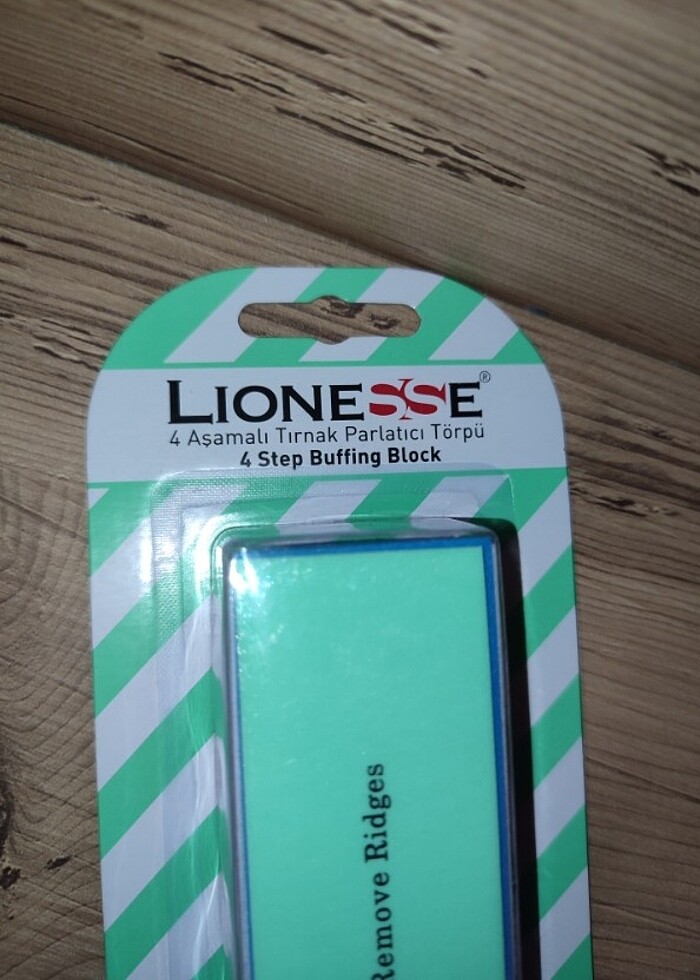 LIONESSE®
4 Aşamalı Tırnak Parlatıcı Törpü
4 Step Buffing Block
Remove Ridges